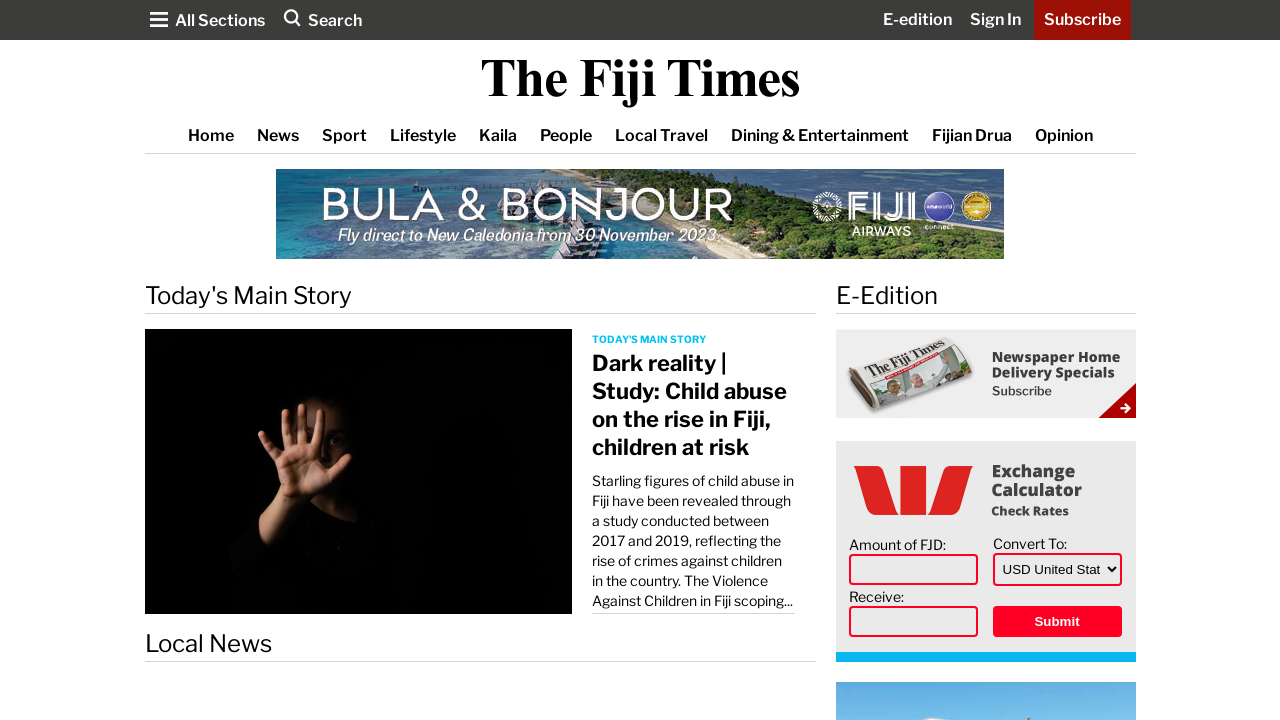 All Sections
Search
E-edition
Sign In
Subscribe
The Fiji Times
Home
News
Sport
Lifestyle
Kaila
People
Local Travel
Dining & Entertainment
Fijian Drua
Opinion
BULA & BONJOUR
Fly direct to New Caledonia from 30 November 2023.
FIJI
AIRWAYS
Today's Main Story
TODAY'S MAIN STORY
Dark reality |
Study: Child abuse
on the rise in Fiji,
children at risk
Starling figures of child abuse in
Fiji have been revealed through
a study conducted between
2017 and 2019, reflecting the
rise of crimes against children
in the country. The Violence
Against Children in Fiji scoping...
Local News
E-Edition
The Fiji Times
Newspaper Home
Delivery Specials
Subscribe
Exchange
Calculator
Check Rates
Amount of FJD:
Convert To:
USD United Stat
Receive:
Submit